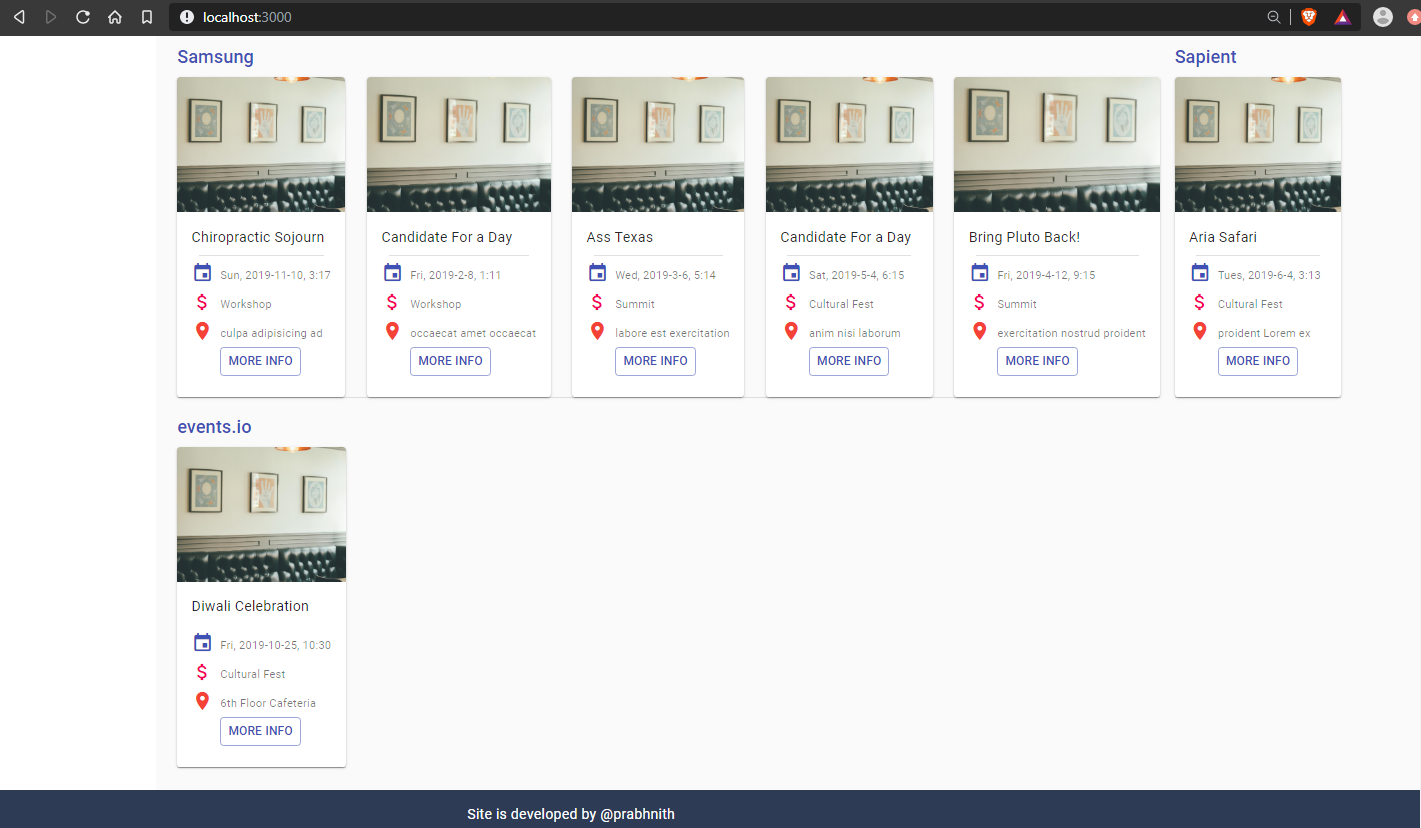 localhost:3000
Samsung
Sapient
Chiropractic Sojourn
Sun, 2019-11-10, 3:17
Workshop
culpa adipisicing ad
MORE INFO
Candidate For a Day
Fri, 2019-2-8, 1:11
Workshop
occaecat amet occaecat
MORE INFO
Ass Texas
Wed, 2019-3-6, 5:14
Summit
labore est exercitation
MORE INFO
Candidate For a Day
Sat, 2019-5-4, 6:15
Cultural Fest
anim nisi laborum
MORE INFO
Bring Pluto Back!
Fri, 2019-4-12, 9:15
Summit
exercitation nostrud proident
MORE INFO
Aria Safari
Tues, 2019-6-4, 3:13
Cultural Fest
proident Lorem ex
MORE INFO
events.io
Diwali Celebration
Fri, 2019-10-25, 10:30
Cultural Fest
6th Floor Cafeteria
MORE INFO
Site is developed by @prabhnith